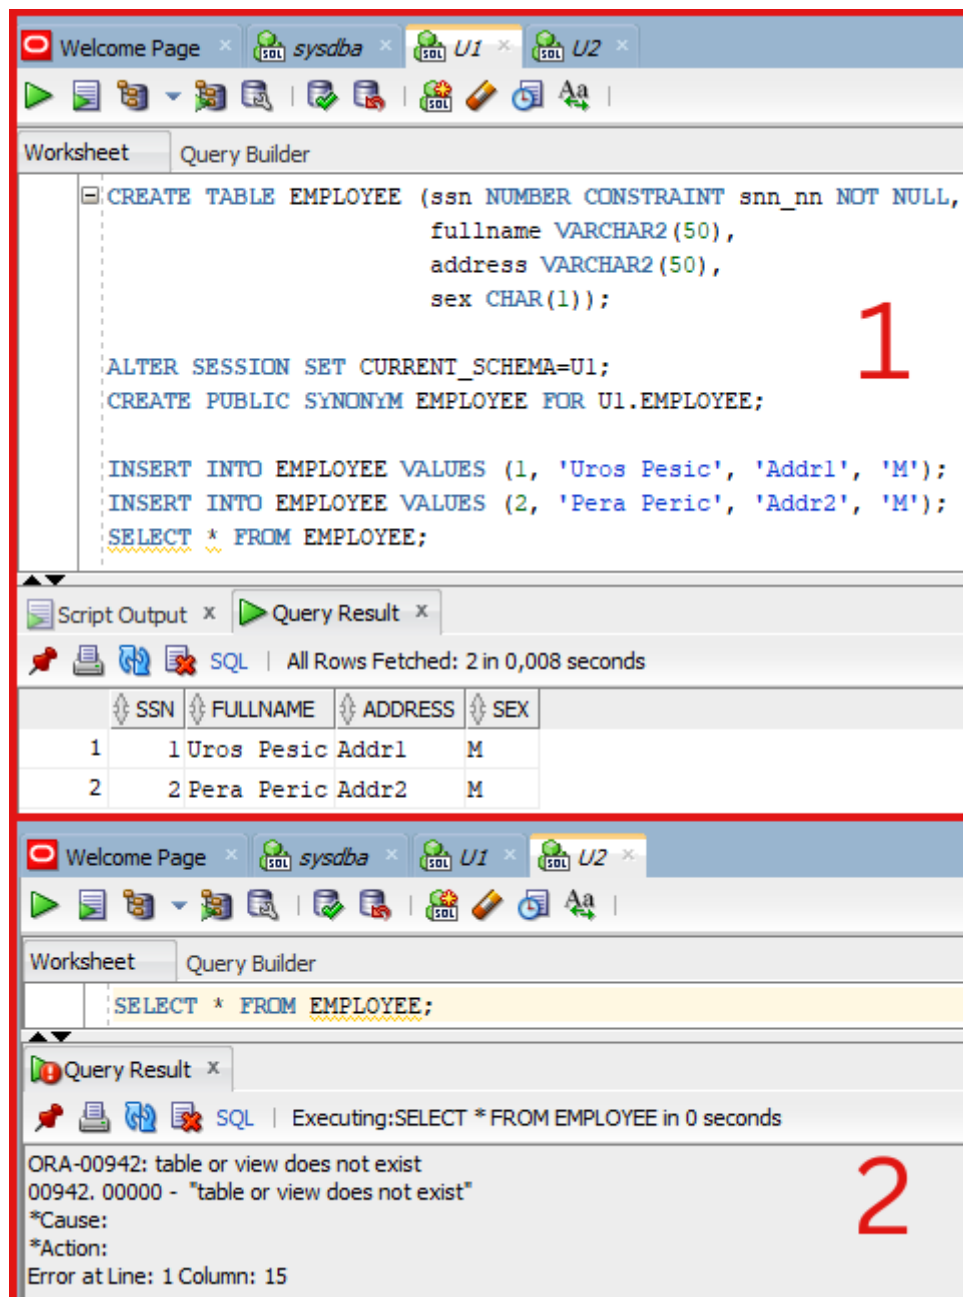 Welcome Page × sysdba × U1 × U2 ×
Worksheet Query Builder
CREATE TABLE EMPLOYEE (ssn NUMBER CONSTRAINT snn_nn NOT NULL,
fullname VARCHAR2(50),
address VARCHAR2(50),
sex CHAR(1));
1
ALTER SESSION SET CURRENT_SCHEMA=U1;
CREATE PUBLIC SYNONYM EMPLOYEE FOR U1.EMPLOYEE;
INSERT INTO EMPLOYEE VALUES (1, 'Uros Pesic', 'Addr1', 'M');
INSERT INTO EMPLOYEE VALUES (2, 'Pera Peric', 'Addr2', 'M');
SELECT * FROM EMPLOYEE;
Script Output x Query Result x
SQL | All Rows Fetched: 2 in 0,008 seconds
SSN FULLNAME ADDRESS SEX
1 1 Uros Pesic Addr1 M
2 2 Pera Peric Addr2 M
Welcome Page × sysdba × U1 × U2 ×
Worksheet Query Builder
SELECT * FROM EMPLOYEE;
Query Result x
SQL | Executing:SELECT * FROM EMPLOYEE in 0 seconds
ORA-00942: table or view does not exist
00942. 00000 - "table or view does not exist"
*Cause:
*Action:
Error at Line: 1 Column: 15
2